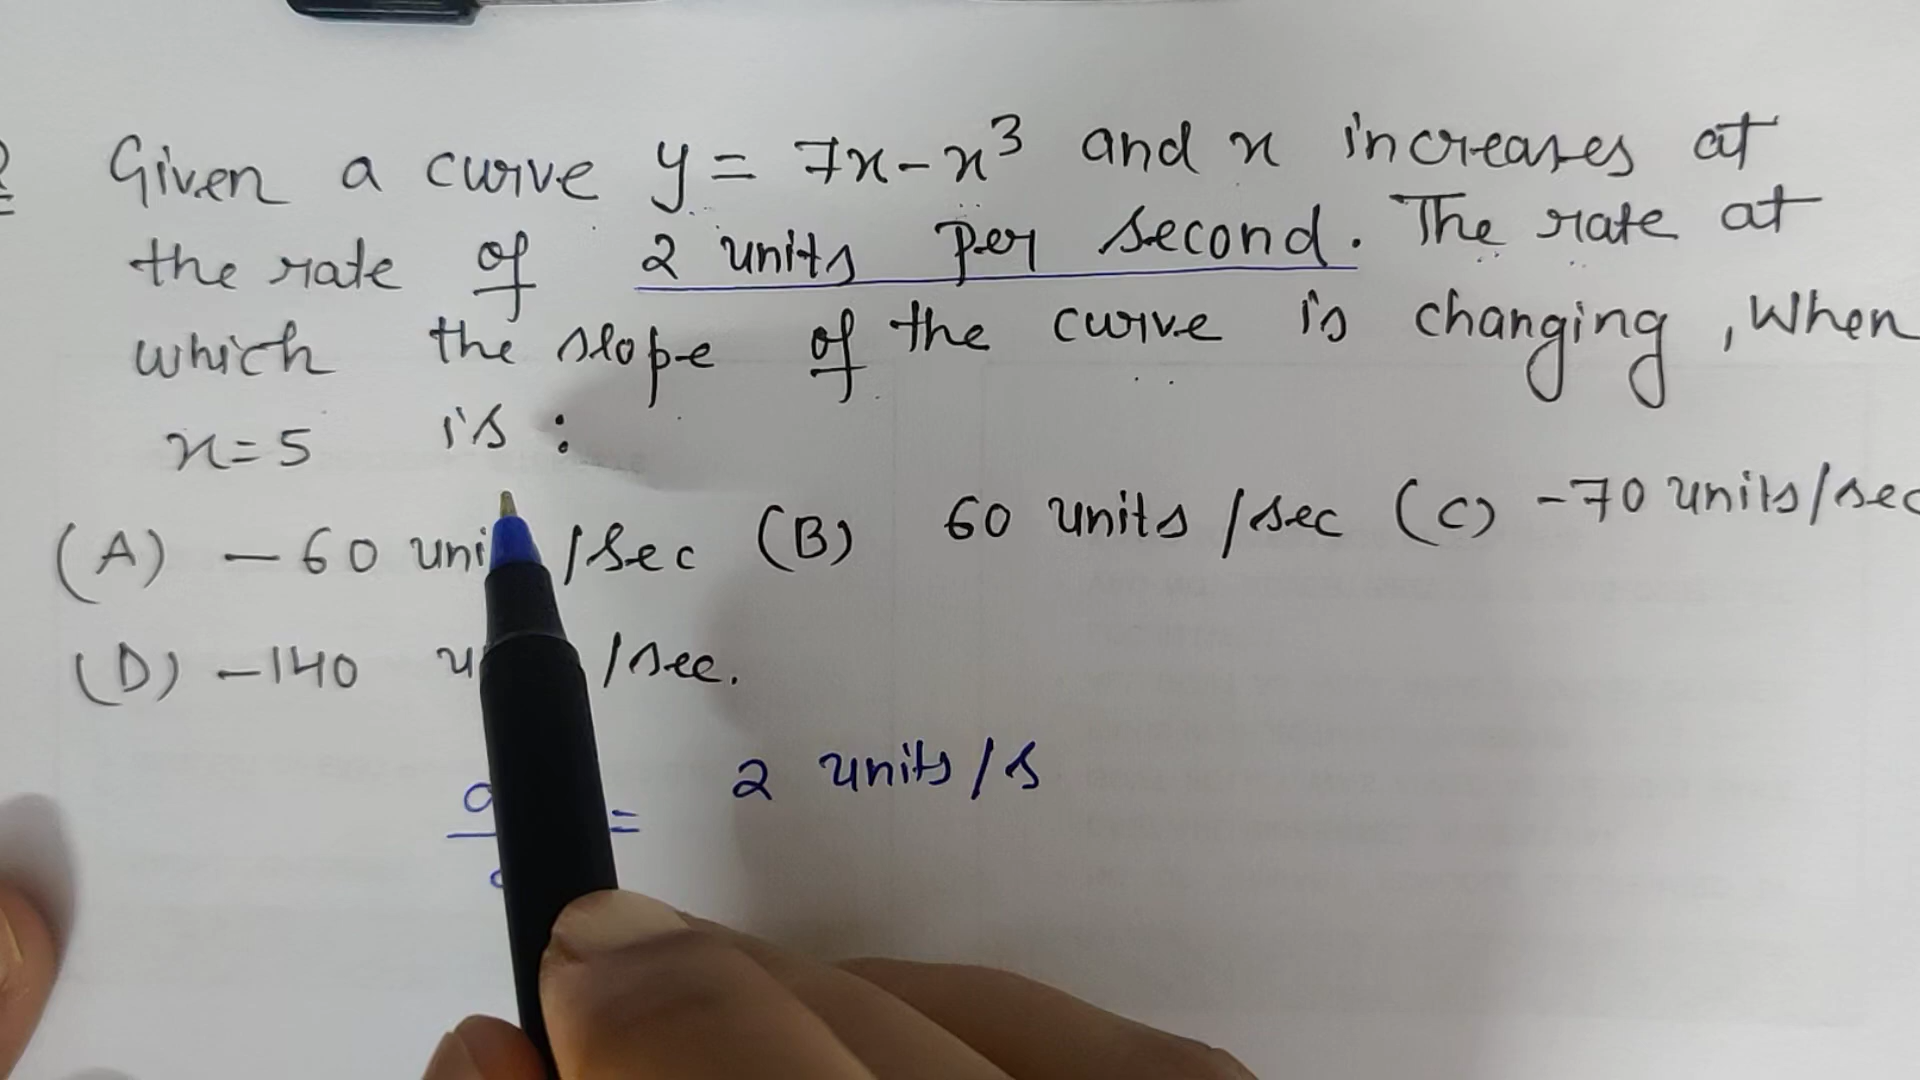 Given a curve y = 7x - x³ and x increases at
the rate of 2 units per second. The rate at
which the slope of the curve is changing, when
x=5 is :
(A) - 60 uni /sec (B) 60 units /sec (C) -70 units/sec
(D) -140 /sec.
= 2 units/s